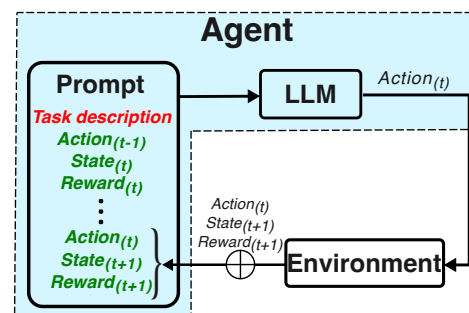 Agent
Prompt
Task description
Action(t-1)
State(t)
Reward(t)
Action(t)
State(t+1)
Reward(t+1)
LLM
Action(t)
Action(t)
State(t+1)
Reward(t+1)
Environment